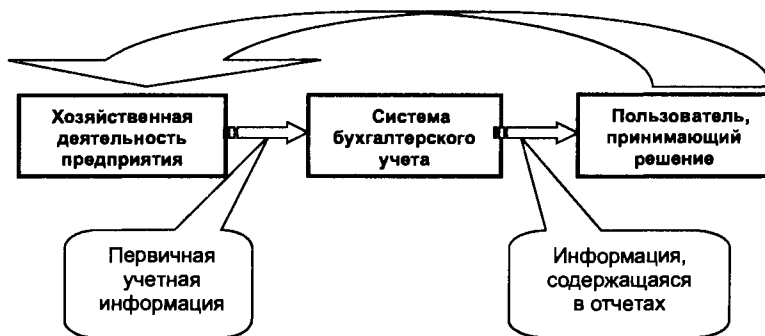 Хозяйственная
деятельность
предприятия
Система
бухгалтерского
учета
Пользователь,
принимающий
решение
Первичная
учетная
информация
Информация,
содержащаяся
в отчетах